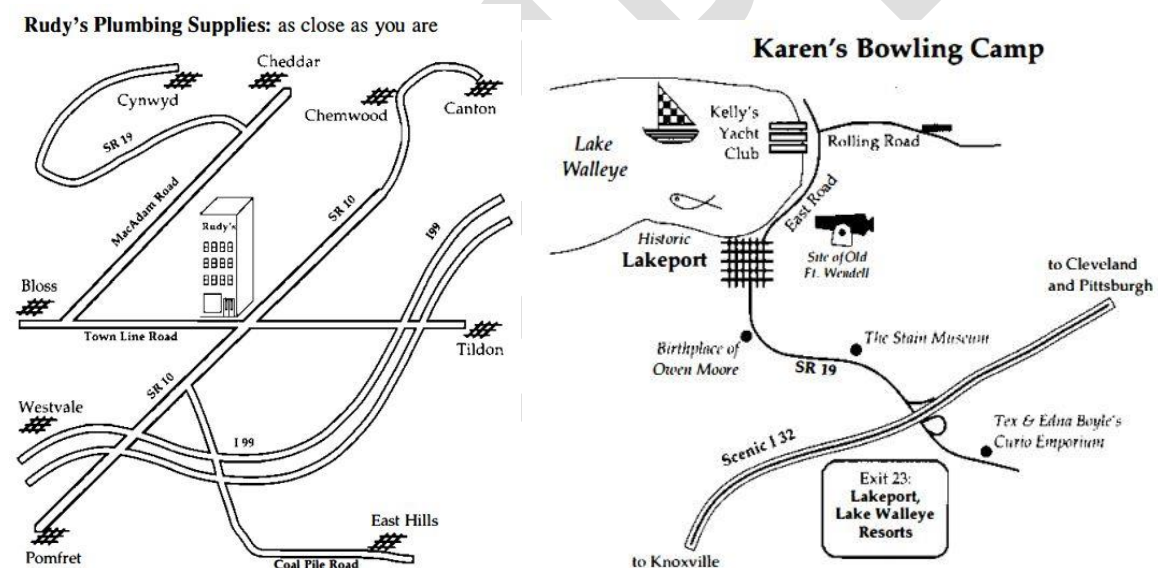 Rudy's Plumbing Supplies: as close as you are
Cheddar
Cynwyd
Chemwood
Canton
SR 19
MacAdam Road
SR 10
I99
Rudy's
Bloss
Town Line Road
Tildon
SR 10
Westvale
I 99
East Hills
Pomfret
Coal Pile Road
Karen's Bowling Camp
Kelly's
Yacht
Club
Rolling Road
Lake
Walleye
East Road
Historic
Lakeport
Site of Old
Ft. Wendell
to Cleveland
and Pittsburgh
Birthplace of
Owen Moore
The Stain Museum
SR 19
Tex & Edna Boyle's
Curio Emporium
Scenic I 32
Exit 23:
Lakeport,
Lake Walleye
Resorts
to Knoxville